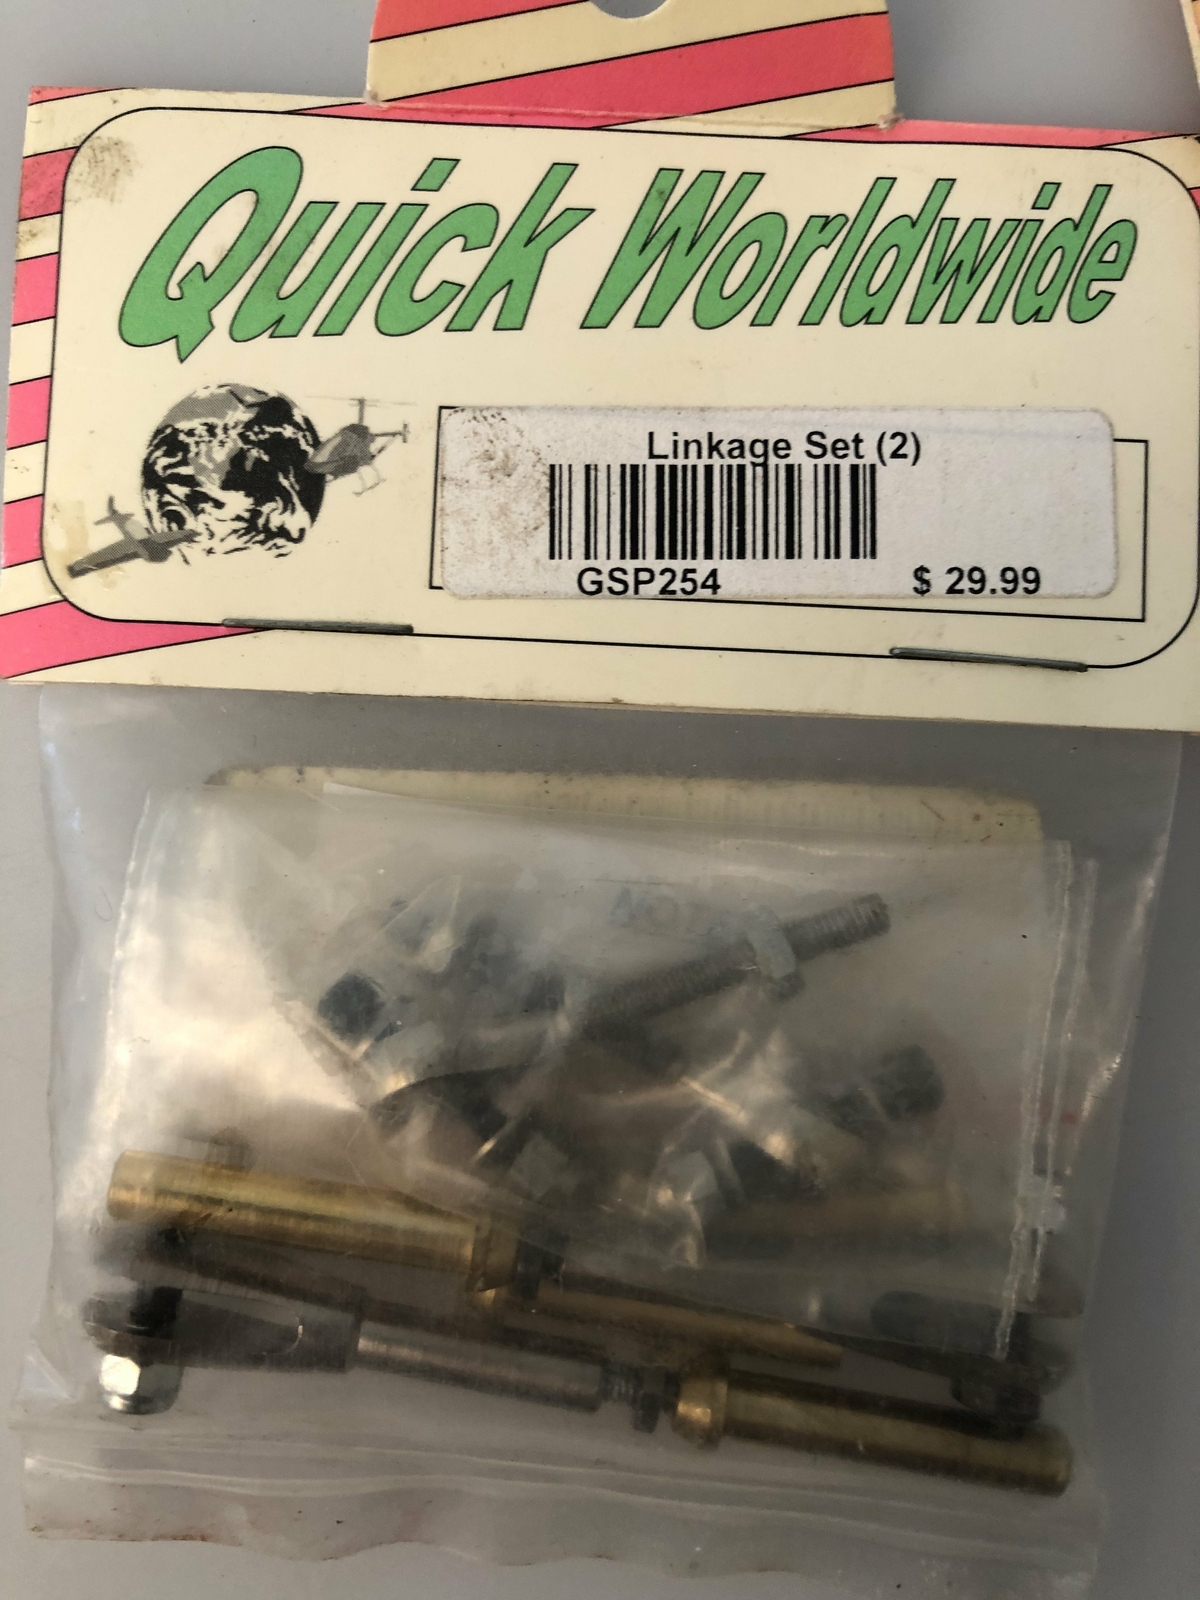 Quick Worldwide
Linkage Set (2)
GSP254 $ 29.99